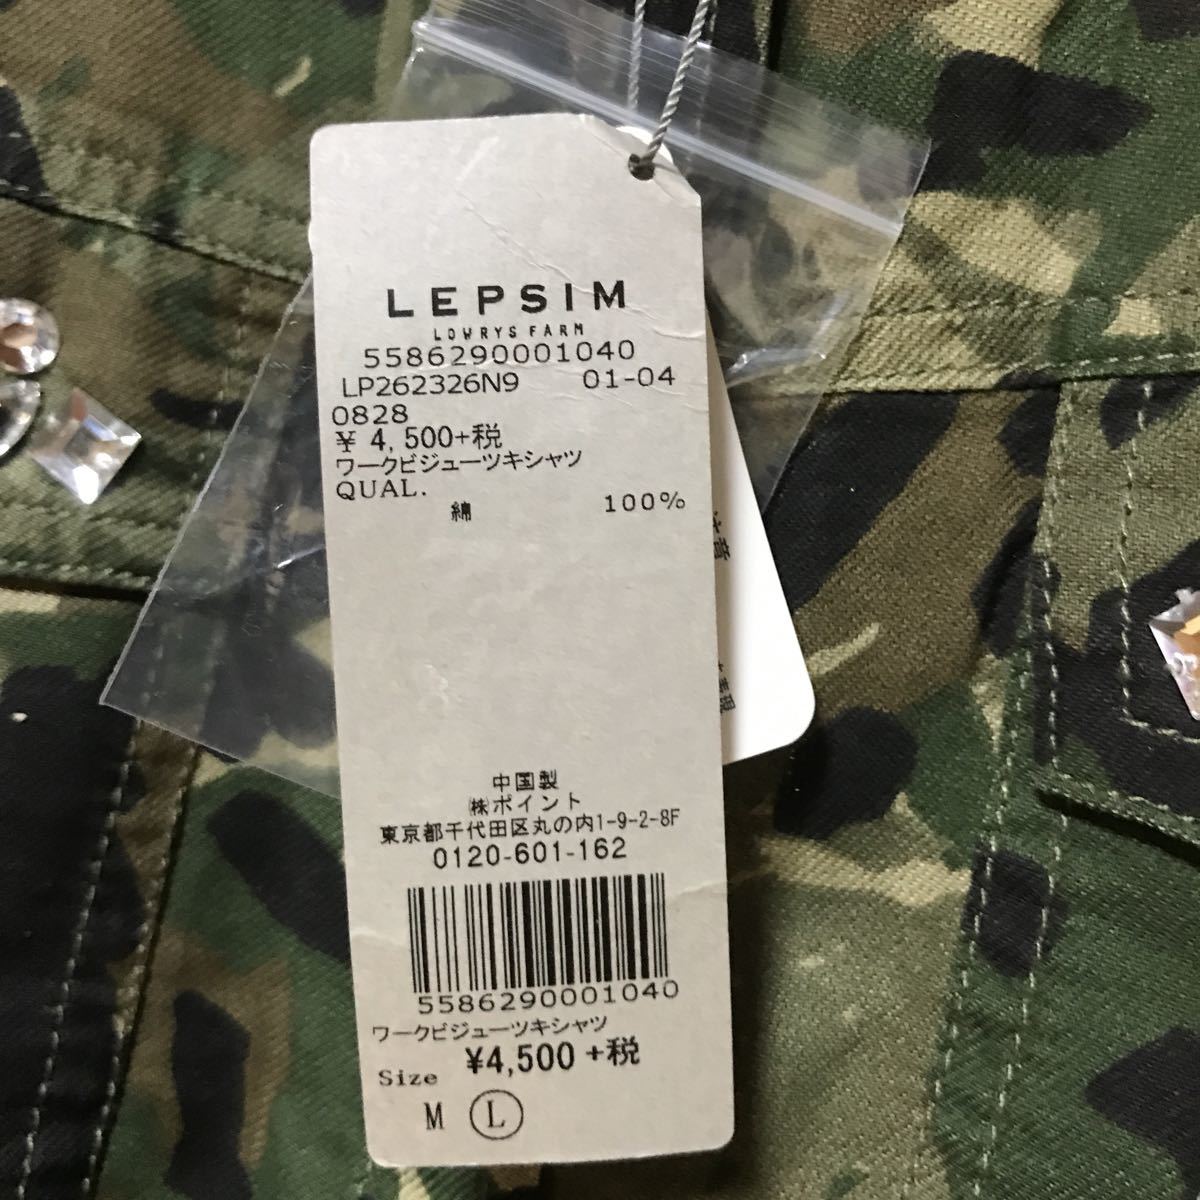 LEPSIM
LOWRYS FARM
5586290001040
LP262326N9 01-04
0828
¥ 4,500+税
ワークビジューツキシャツ
QUAL.
綿 100%
中国製
㈱ポイント
東京都千代田区丸の内1-9-2-8F
0120-601-162
5586290001040
ワークビジューツキシャツ
¥4,500+税
Size
M L